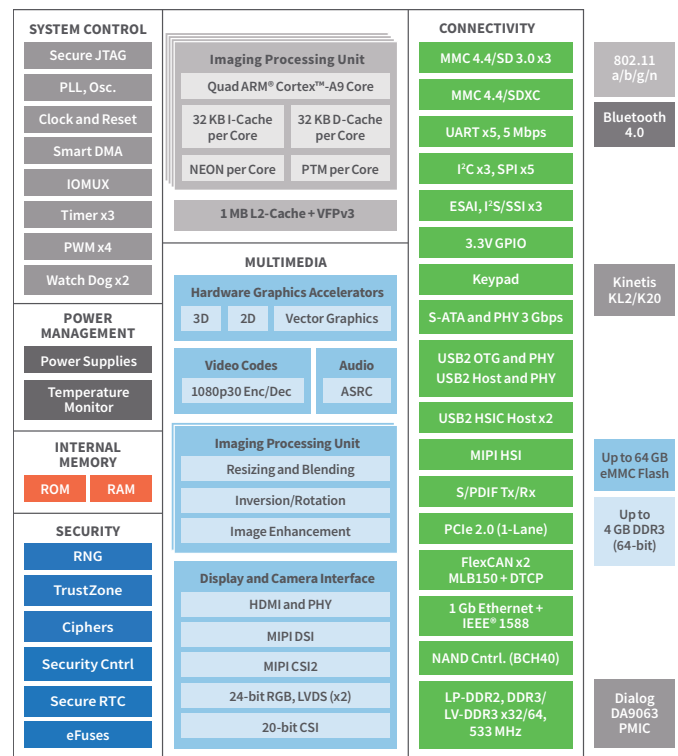 SYSTEM CONTROL
Secure JTAG
PLL, Osc.
Clock and Reset
Smart DMA
IOMUX
Timer x3
PWM x4
Watch Dog x2
POWER
MANAGEMENT
Power Supplies
Temperature
Monitor
INTERNAL
MEMORY
ROM
RAM
SECURITY
RNG
TrustZone
Ciphers
Security Cntrl
Secure RTC
eFuses
Imaging Processing Unit
Quad ARM® Cortex™-A9 Core
32 KB I-Cache
per Core
32 KB D-Cache
per Core
NEON per Core
PTM per Core
1 MB L2-Cache + VFPv3
MULTIMEDIA
Hardware Graphics Accelerators
3D
2D
Vector Graphics
Video Codes
1080p30 Enc/Dec
Audio
ASRC
Imaging Processing Unit
Resizing and Blending
Inversion/Rotation
Image Enhancement
Display and Camera Interface
HDMI and PHY
MIPI DSI
MIPI CSI2
24-bit RGB, LVDS (x2)
20-bit CSI
CONNECTIVITY
MMC 4.4/SD 3.0 x3
MMC 4.4/SDXC
UART x5, 5 Mbps
I²C x3, SPI x5
ESAI, I²S/SSI x3
3.3V GPIO
Keypad
S-ATA and PHY 3 Gbps
USB2 OTG and PHY
USB2 Host and PHY
USB2 HSIC Host x2
MIPI HSI
S/PDIF Tx/Rx
PCIe 2.0 (1-Lane)
FlexCAN x2
MLB150 + DTCP
1 Gb Ethernet +
IEEE® 1588
NAND Cntrl. (BCH40)
LP-DDR2, DDR3/
LV-DDR3 x32/64,
533 MHz
802.11
a/b/g/n
Bluetooth
4.0
Kinetis
KL2/K20
Up to 64 GB
eMMC Flash
Up to
4 GB DDR3
(64-bit)
Dialog
DA9063
PMIC